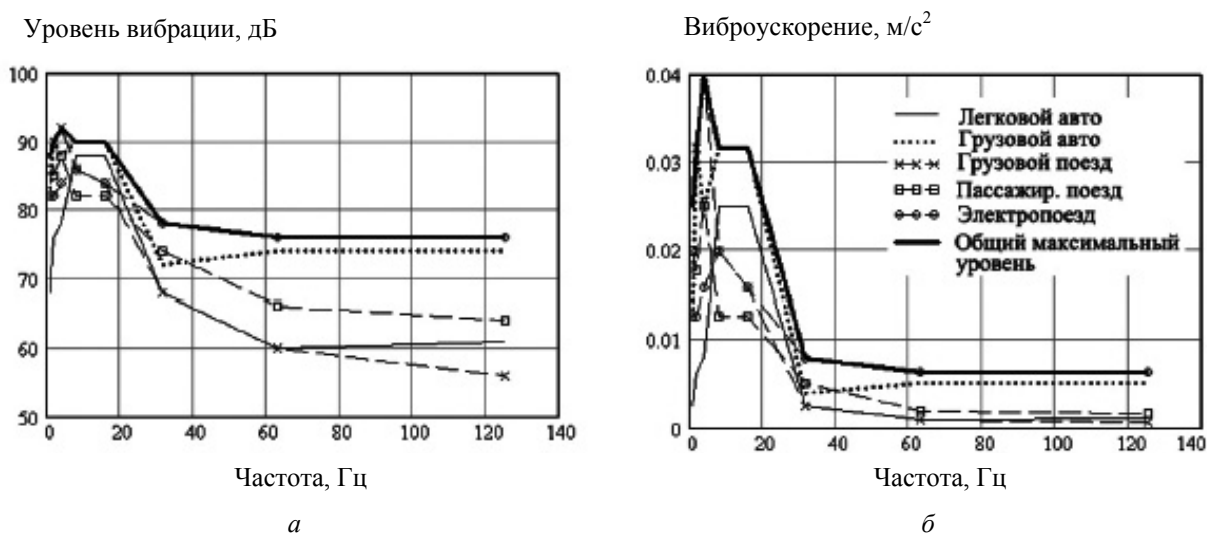 Уровень вибрации, дБ
100
90
80
70
60
50
0 20 40 60 80 100 120 140
Частота, Гц
а
Виброускорение, м/с²
0.04
0.03
0.02
0.01
0
Легковой авто
Грузовой авто
Грузовой поезд
Пассажир. поезд
Электропоезд
Общий максимальный
уровень
0 20 40 60 80 100 120 140
Частота, Гц
б